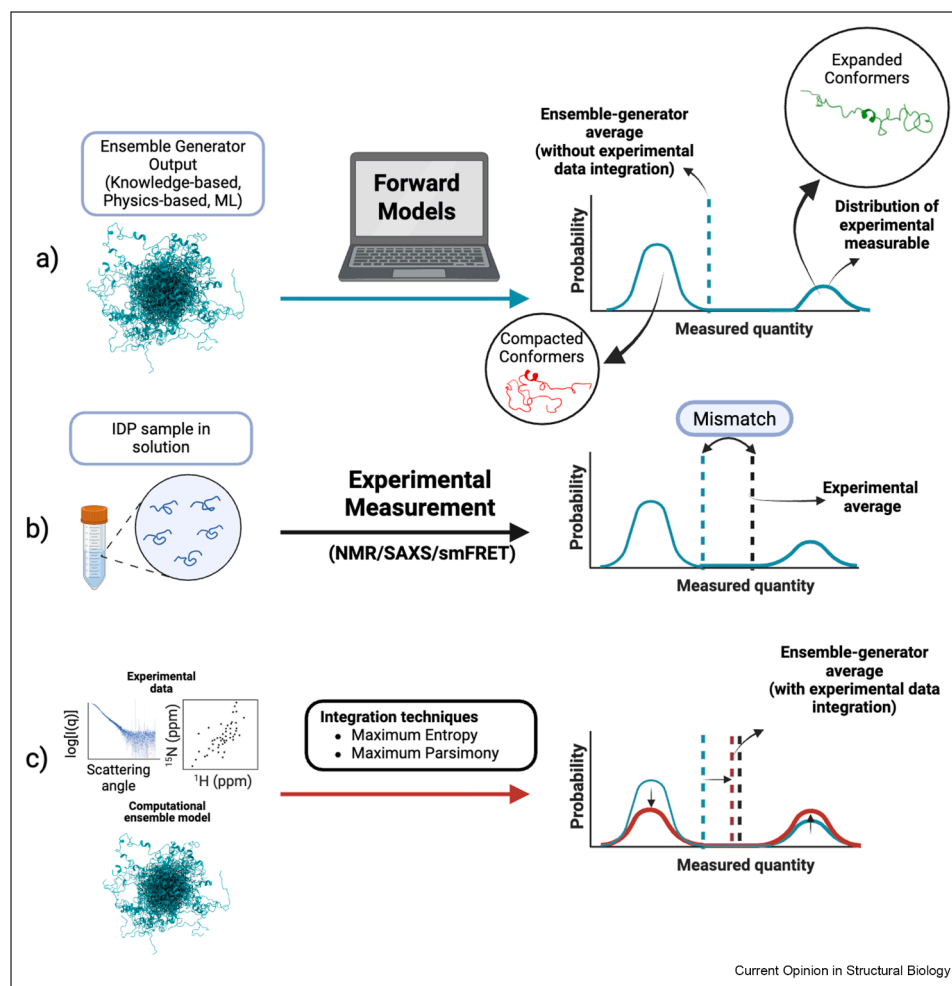 a)
Ensemble Generator
Output
(Knowledge-based,
Physics-based, ML)
Forward
Models
Ensemble-generator
average
(without experimental
data integration)
Expanded
Conformers
Distribution of
experimental
measurable
Probability
Measured quantity
Compacted
Conformers
b)
IDP sample in
solution
Experimental
Measurement
(NMR/SAXS/smFRET)
Mismatch
Experimental
average
Probability
Measured quantity
c)
Experimental
data
log[I(q)]
Scattering
angle
¹⁵N (ppm)
¹H (ppm)
Computational
ensemble model
Integration techniques
• Maximum Entropy
• Maximum Parsimony
Ensemble-generator
average
(with experimental data
integration)
Probability
Measured quantity
Current Opinion in Structural Biology